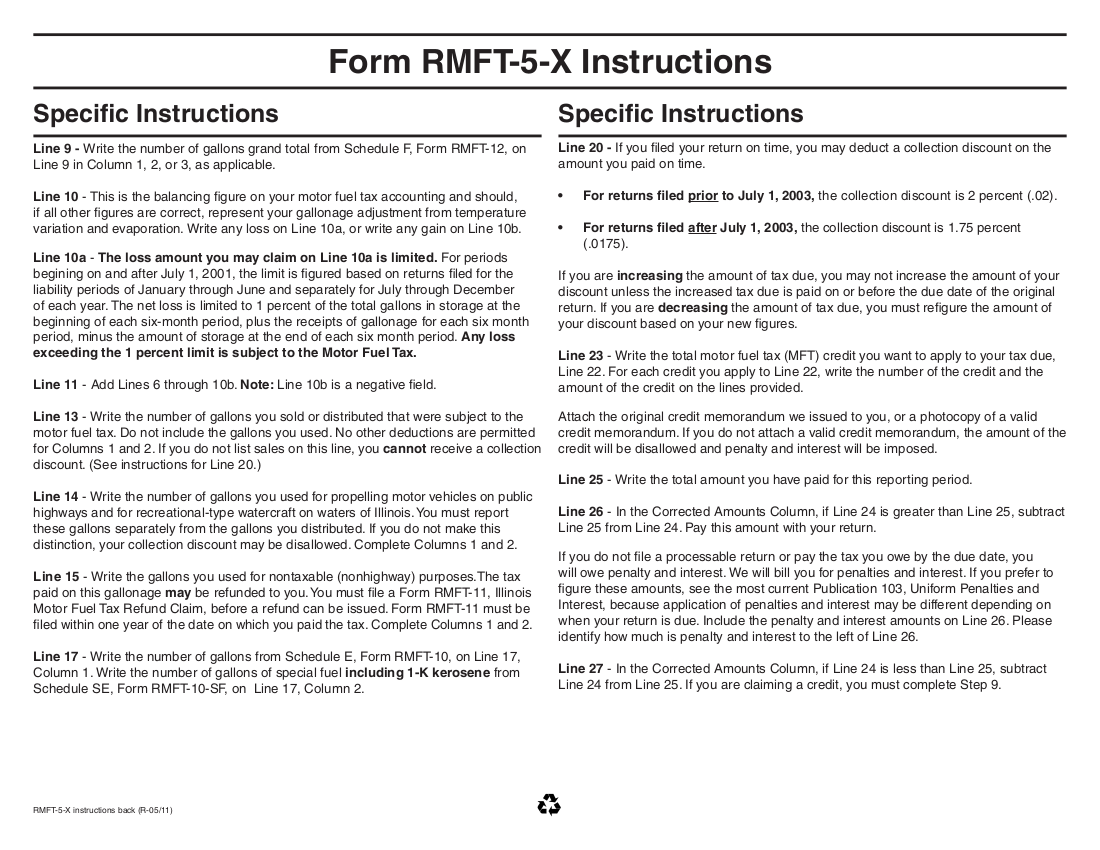 Form RMFT-5-X Instructions
Specific Instructions
Line 9 - Write the number of gallons grand total from Schedule F, Form RMFT-12, on
Line 9 in Column 1, 2, or 3, as applicable.
Line 10 - This is the balancing figure on your motor fuel tax accounting and should,
if all other figures are correct, represent your gallonage adjustment from temperature
variation and evaporation. Write any loss on Line 10a, or write any gain on Line 10b.
Line 10a - The loss amount you may claim on Line 10a is limited. For periods
begining on and after July 1, 2001, the limit is figured based on returns filed for the
liability periods of January through June and separately for July through December
of each year. The net loss is limited to 1 percent of the total gallons in storage at the
beginning of each six-month period, plus the receipts of gallonage for each six month
period, minus the amount of storage at the end of each six month period. Any loss
exceeding the 1 percent limit is subject to the Motor Fuel Tax.
Line 11 - Add Lines 6 through 10b. Note: Line 10b is a negative field.
Line 13 - Write the number of gallons you sold or distributed that were subject to the
motor fuel tax. Do not include the gallons you used. No other deductions are permitted
for Columns 1 and 2. If you do not list sales on this line, you cannot receive a collection
discount. (See instructions for Line 20.)
Line 14 - Write the number of gallons you used for propelling motor vehicles on public
highways and for recreational-type watercraft on waters of Illinois. You must report
these gallons separately from the gallons you distributed. If you do not make this
distinction, your collection discount may be disallowed. Complete Columns 1 and 2.
Line 15 - Write the gallons you used for nontaxable (nonhighway) purposes.The tax
paid on this gallonage may be refunded to you. You must file a Form RMFT-11, Illinois
Motor Fuel Tax Refund Claim, before a refund can be issued. Form RMFT-11 must be
filed within one year of the date on which you paid the tax. Complete Columns 1 and 2.
Line 17 - Write the number of gallons from Schedule E, Form RMFT-10, on Line 17,
Column 1. Write the number of gallons of special fuel including 1-K kerosene from
Schedule SE, Form RMFT-10-SF, on Line 17, Column 2.
Specific Instructions
Line 20 - If you filed your return on time, you may deduct a collection discount on the
amount you paid on time.
• For returns filed prior to July 1, 2003, the collection discount is 2 percent (.02).
• For returns filed after July 1, 2003, the collection discount is 1.75 percent
(.0175).
If you are increasing the amount of tax due, you may not increase the amount of your
discount unless the increased tax due is paid on or before the due date of the original
return. If you are decreasing the amount of tax due, you must refigure the amount of
your discount based on your new figures.
Line 23 - Write the total motor fuel tax (MFT) credit you want to apply to your tax due,
Line 22. For each credit you apply to Line 22, write the number of the credit and the
amount of the credit on the lines provided.
Attach the original credit memorandum we issued to you, or a photocopy of a valid
credit memorandum. If you do not attach a valid credit memorandum, the amount of the
credit will be disallowed and penalty and interest will be imposed.
Line 25 - Write the total amount you have paid for this reporting period.
Line 26 - In the Corrected Amounts Column, if Line 24 is greater than Line 25, subtract
Line 25 from Line 24. Pay this amount with your return.
If you do not file a processable return or pay the tax you owe by the due date, you
will owe penalty and interest. We will bill you for penalties and interest. If you prefer to
figure these amounts, see the most current Publication 103, Uniform Penalties and
Interest, because application of penalties and interest may be different depending on
when your return is due. Include the penalty and interest amounts on Line 26. Please
identify how much is penalty and interest to the left of Line 26.
Line 27 - In the Corrected Amounts Column, if Line 24 is less than Line 25, subtract
Line 24 from Line 25. If you are claiming a credit, you must complete Step 9.
RMFT-5-X instructions back (R-05/11)